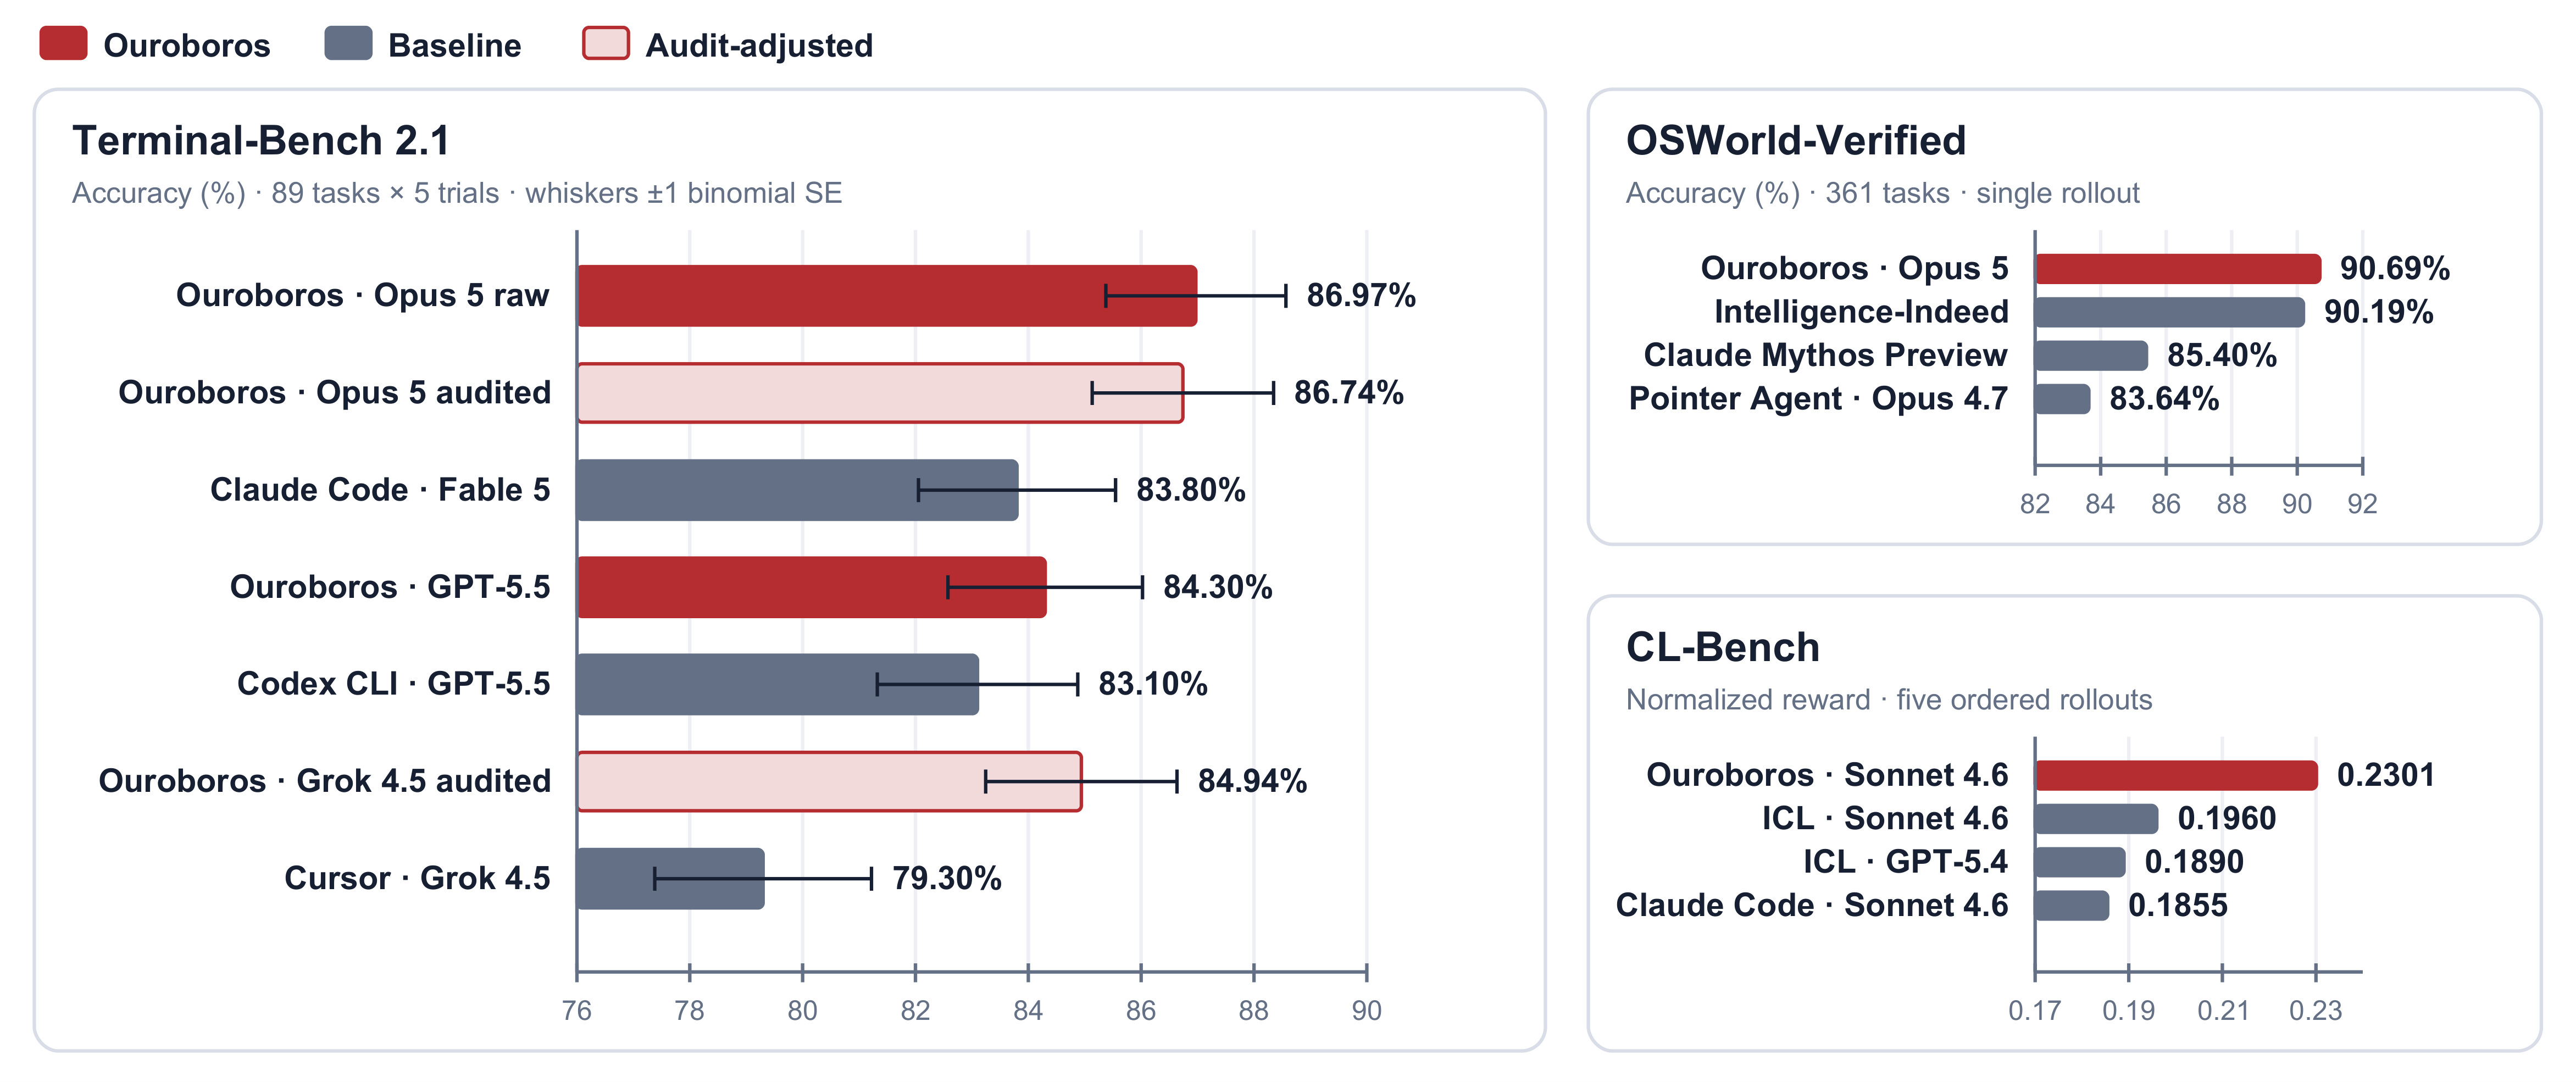 Ouroboros Baseline Audit-adjusted
Terminal-Bench 2.1
Accuracy (%) · 89 tasks × 5 trials · whiskers ±1 binomial SE
Ouroboros · Opus 5 raw 86.97%
Ouroboros · Opus 5 audited 86.74%
Claude Code · Fable 5 83.80%
Ouroboros · GPT-5.5 84.30%
Codex CLI · GPT-5.5 83.10%
Ouroboros · Grok 4.5 audited 84.94%
Cursor · Grok 4.5 79.30%
76 78 80 82 84 86 88 90
OSWorld-Verified
Accuracy (%) · 361 tasks · single rollout
Ouroboros · Opus 5 90.69%
Intelligence-Indeed 90.19%
Claude Mythos Preview 85.40%
Pointer Agent · Opus 4.7 83.64%
82 84 86 88 90 92
CL-Bench
Normalized reward · five ordered rollouts
Ouroboros · Sonnet 4.6 0.2301
ICL · Sonnet 4.6 0.1960
ICL · GPT-5.4 0.1890
Claude Code · Sonnet 4.6 0.1855
0.17 0.19 0.21 0.23